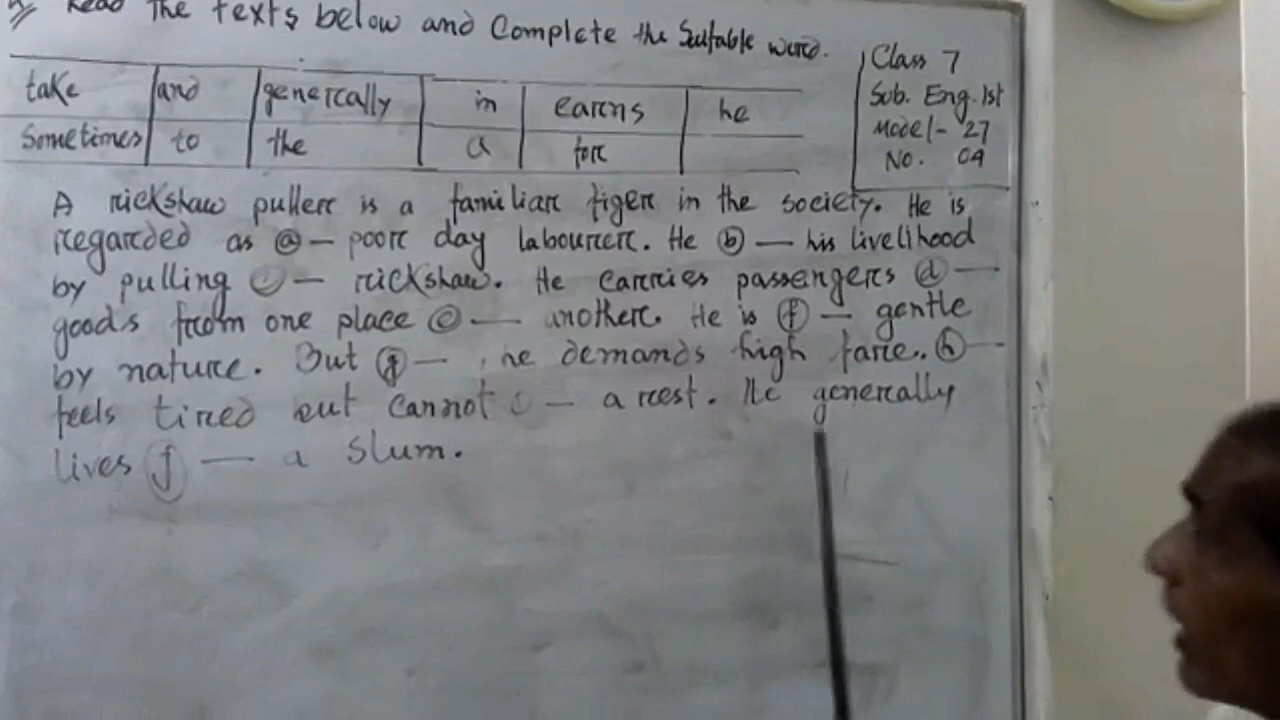 Read The texts below and Complete the Suitable word.
take and generally in earns he
Sometimes to the a for
Class 7
Sub. Eng. 1st
Model - 27
No. 04
A rickshaw puller is a familiar figer in the society. He is
regarded as ⓐ — poor day labourer. He ⓑ — his livelihood
by pulling ⓒ — rickshaw. He carries passengers ⓓ —
goods from one place ⓔ — another. He is ⓕ — gentle
by nature. But ⓖ — , he demands high fare. ⓗ —
feels tired but cannot ⓘ — a rest. He generally
lives ⓙ — a slum.